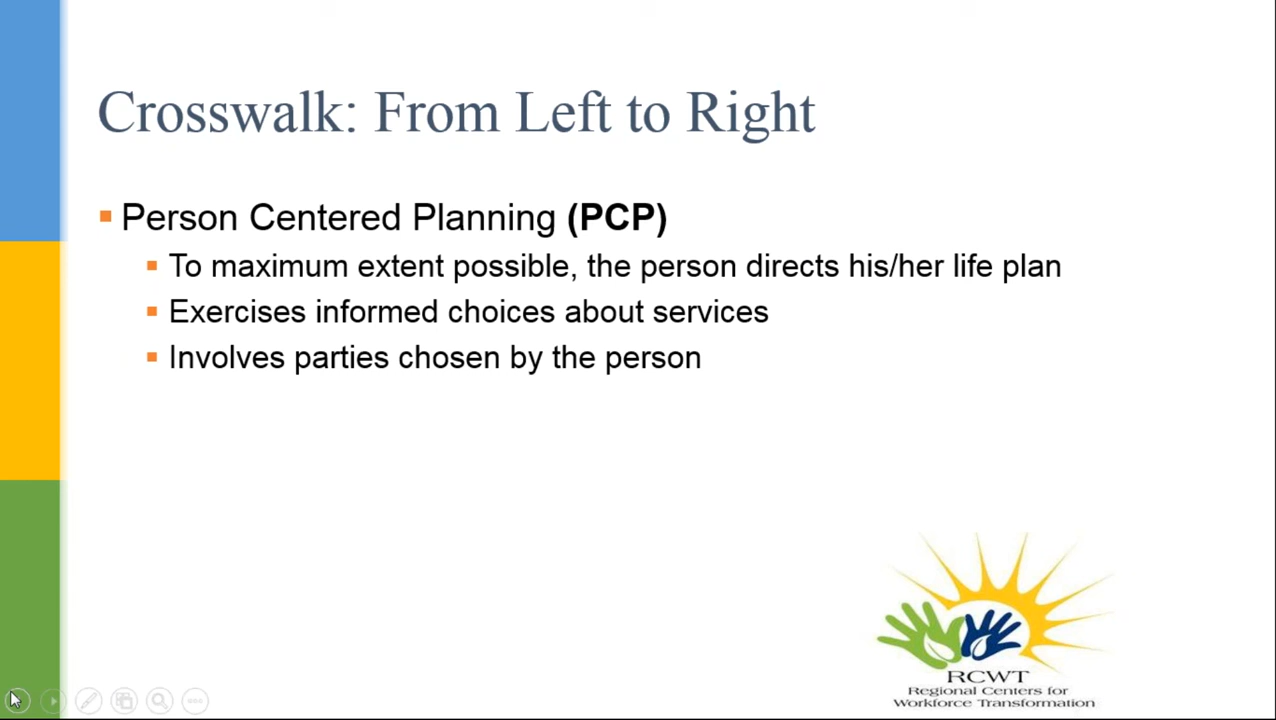 Crosswalk: From Left to Right
Person Centered Planning (PCP)
To maximum extent possible, the person directs his/her life plan
Exercises informed choices about services
Involves parties chosen by the person
RCWT
Regional Centers for
Workforce Transformation